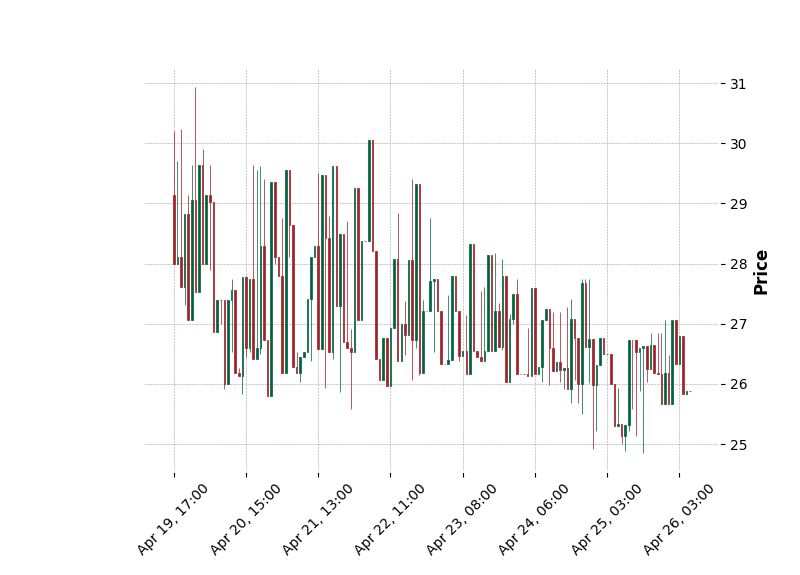 31
30
29
28
27
26
25
Price
Apr 19, 17:00
Apr 20, 15:00
Apr 21, 13:00
Apr 22, 11:00
Apr 23, 08:00
Apr 24, 06:00
Apr 25, 03:00
Apr 26, 03:00